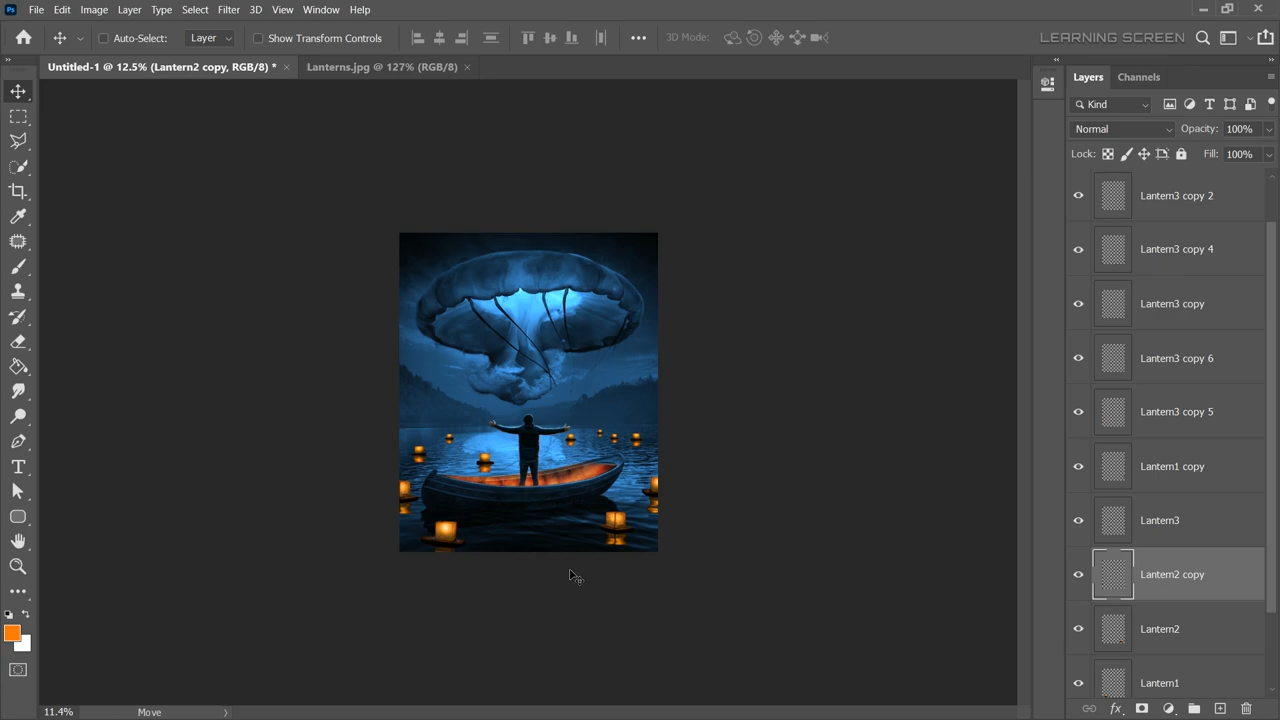 Ps File Edit Image Layer Type Select Filter 3D View Window Help
Auto-Select: Layer Show Transform Controls 3D Mode: LEARNING SCREEN
Untitled-1 @ 12.5% (Lantern2 copy, RGB/8) * Lanterns.jpg @ 127% (RGB/8)
Layers Channels
Kind
Normal Opacity: 100%
Lock: Fill: 100%
Lantern3 copy 2
Lantern3 copy 4
Lantern3 copy
Lantern3 copy 6
Lantern3 copy 5
Lantern1 copy
Lantern3
Lantern2 copy
Lantern2
Lantern1
11.4% Move